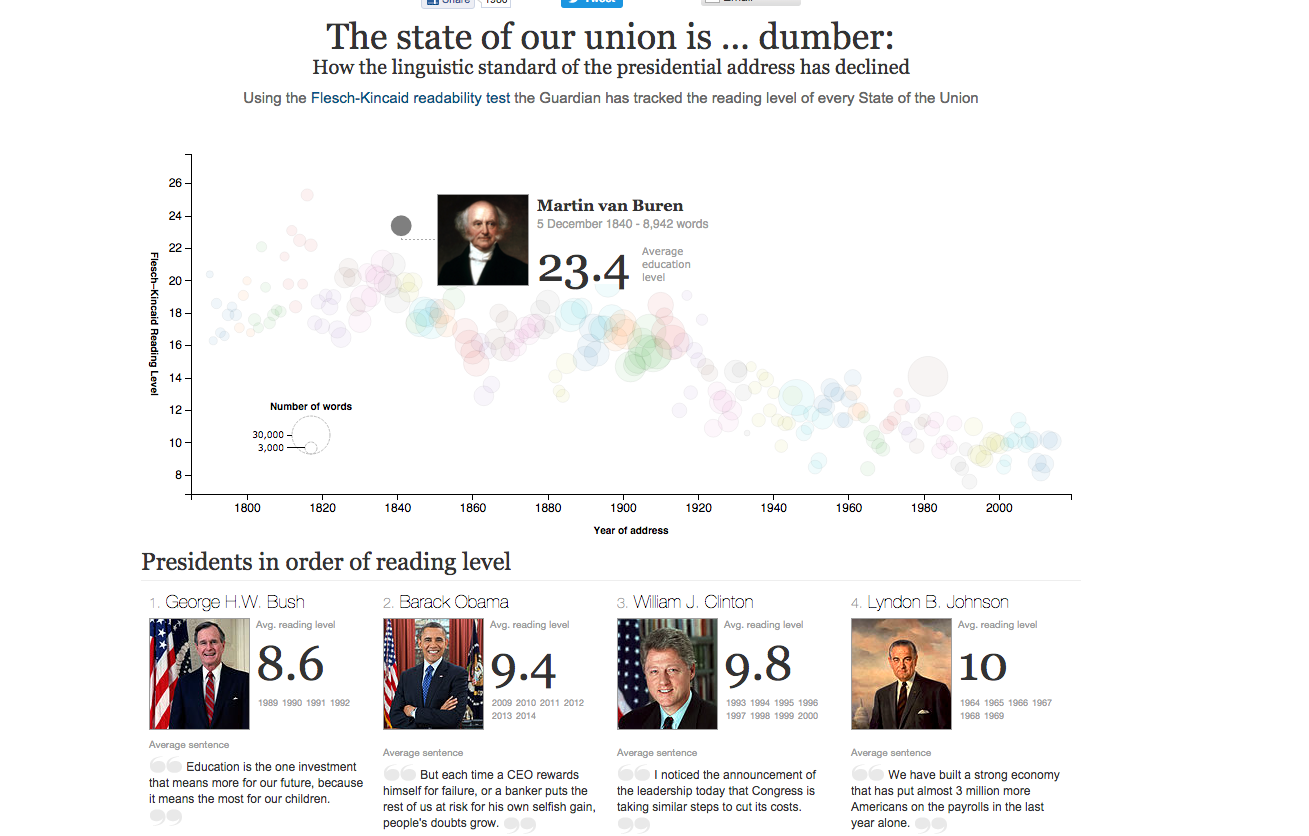 Share
1960
Tweet
Email
The state of our union is ... dumber:
How the linguistic standard of the presidential address has declined
Using the Flesch-Kincaid readability test the Guardian has tracked the reading level of every State of the Union
26
24
22
20
18
16
14
12
10
8
Flesch–Kincaid Reading Level
Martin van Buren
5 December 1840 - 8,942 words
23.4
Average
education
level
Number of words
30,000
3,000
1800 1820 1840 1860 1880 1900 1920 1940 1960 1980 2000
Year of address
Presidents in order of reading level
1. George H.W. Bush
Avg. reading level
8.6
1989 1990 1991 1992
Average sentence
Education is the one investment
that means more for our future, because
it means the most for our children.
2. Barack Obama
Avg. reading level
9.4
2009 2010 2011 2012
2013 2014
Average sentence
But each time a CEO rewards
himself for failure, or a banker puts the
rest of us at risk for his own selfish gain,
people's doubts grow.
3. William J. Clinton
Avg. reading level
9.8
1993 1994 1995 1996
1997 1998 1999 2000
Average sentence
I noticed the announcement of
the leadership today that Congress is
taking similar steps to cut its costs.
4. Lyndon B. Johnson
Avg. reading level
10
1964 1965 1966 1967
1968 1969
Average sentence
We have built a strong economy
that has put almost 3 million more
Americans on the payrolls in the last
year alone.